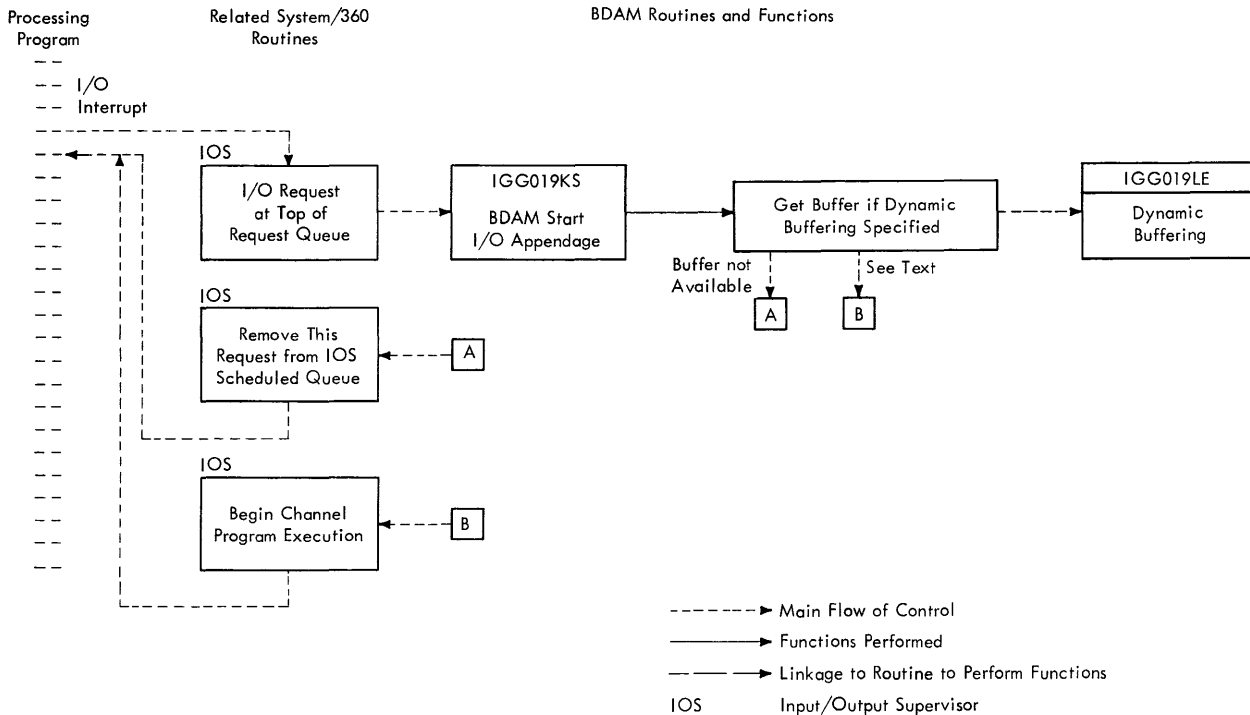 Processing
Program
Related System/360
Routines
BDAM Routines and Functions
I/O
Interrupt
IOS
I/O Request
at Top of
Request Queue
IGG019KS
BDAM Start
I/O Appendage
Get Buffer if Dynamic
Buffering Specified
IGG019LE
Dynamic
Buffering
Buffer not
Available
See Text
A
B
IOS
Remove This
Request from IOS
Scheduled Queue
A
IOS
Begin Channel
Program Execution
B
Main Flow of Control
Functions Performed
Linkage to Routine to Perform Functions
IOS Input/Output Supervisor